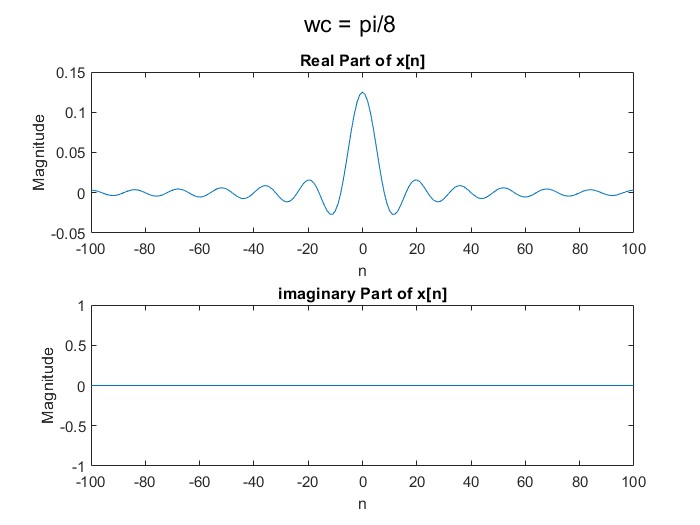 wc = pi/8
Real Part of x[n]
0.15
0.1
0.05
0
-0.05
Magnitude
-100 -80 -60 -40 -20 0 20 40 60 80 100
n
imaginary Part of x[n]
1
0.5
0
-0.5
-1
Magnitude
-100 -80 -60 -40 -20 0 20 40 60 80 100
n